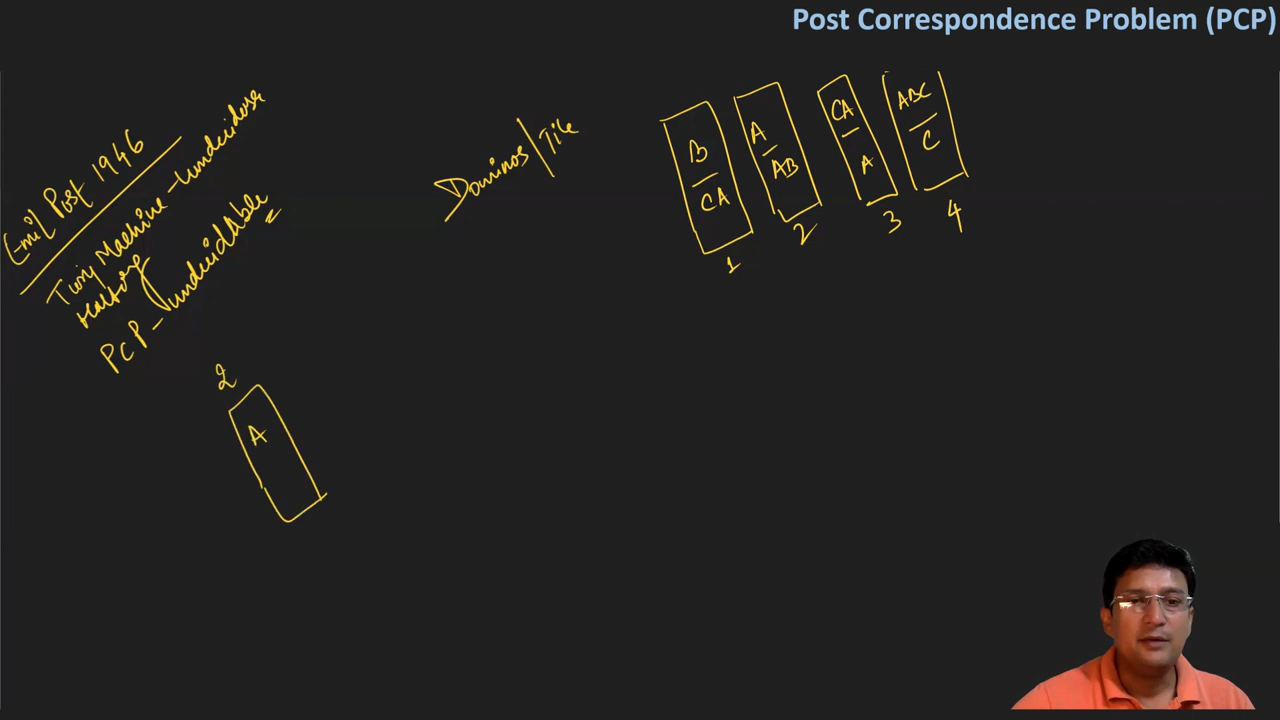 Post Correspondence Problem (PCP)
Emil Post 1946
Turing Machine - undecidable
Halting
PCP - undecidable
Dominos/Tile
B
CA
1
A
AB
2
CA
A
3
ABC
C
4
2
A